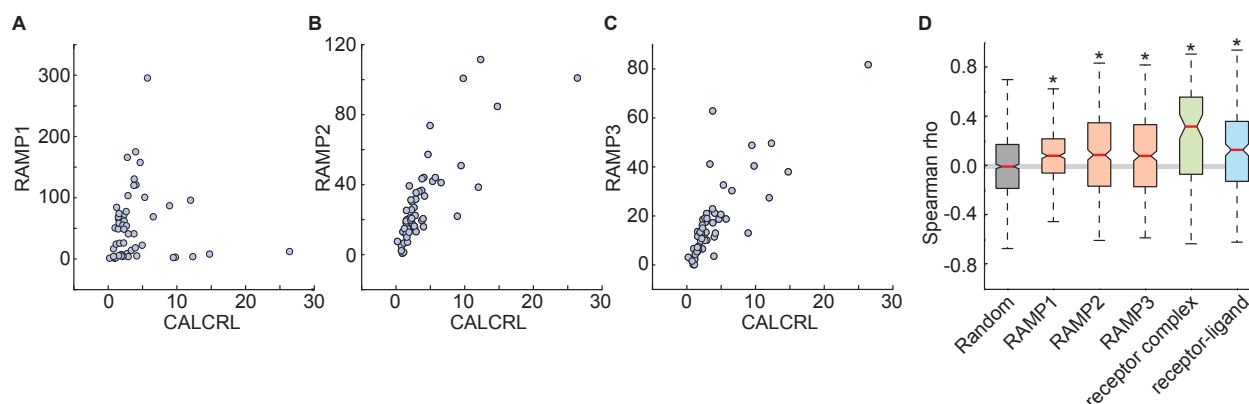 A
RAMP1
300
200
100
0
0
10
20
30
CALCRL
B
RAMP2
120
80
40
0
0
10
20
30
CALCRL
C
RAMP3
80
60
40
20
0
0
10
20
30
CALCRL
D
Spearman rho
0.8
0.4
0.0
-0.4
-0.8
*
*
*
*
*
Random
RAMP1
RAMP2
RAMP3
receptor complex
receptor-ligand